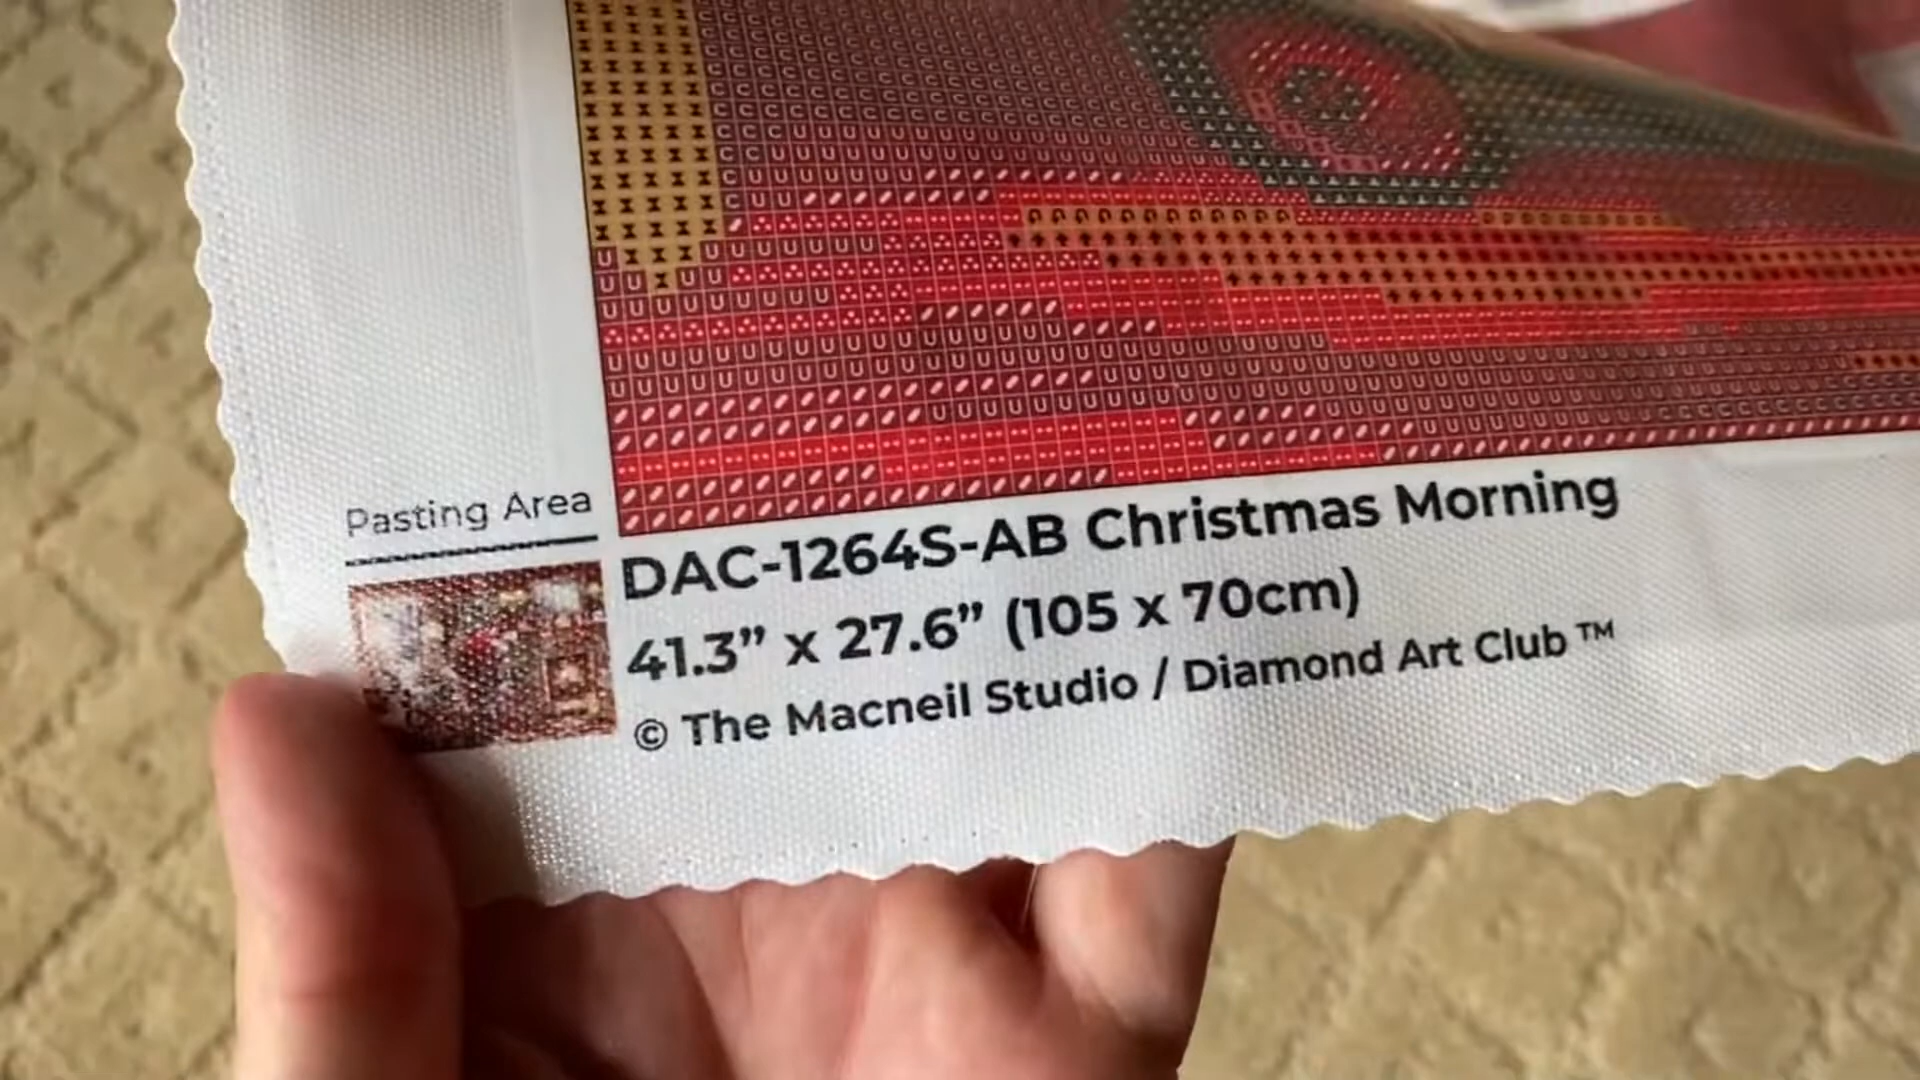 Pasting Area
DAC-1264S-AB Christmas Morning
41.3” x 27.6” (105 x 70cm)
© The Macneil Studio / Diamond Art Club ™